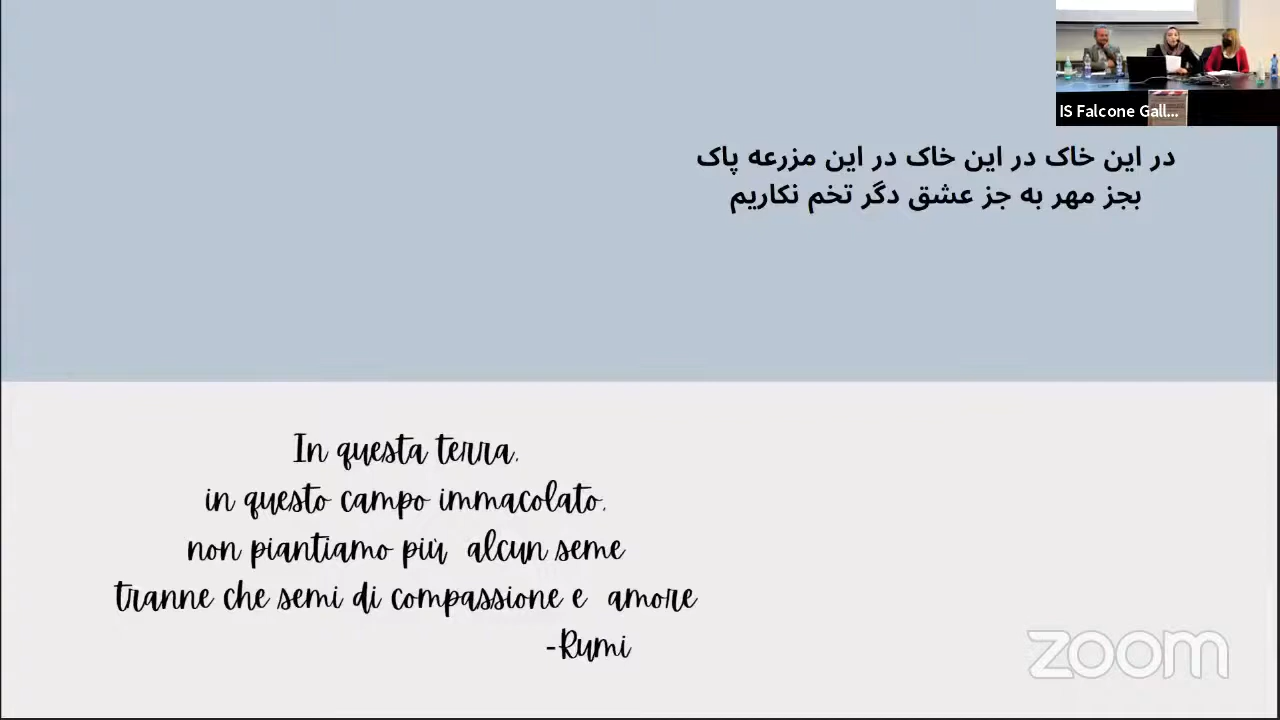 IS Falcone Gall...
در این خاک در این خاک در این مزرعه پاک
بجز مهر به جز عشق دگر تخم نکاریم
In questa terra,
in questo campo immacolato,
non piantiamo più alcun seme
tranne che semi di compassione e amore
-Rumi
zoom